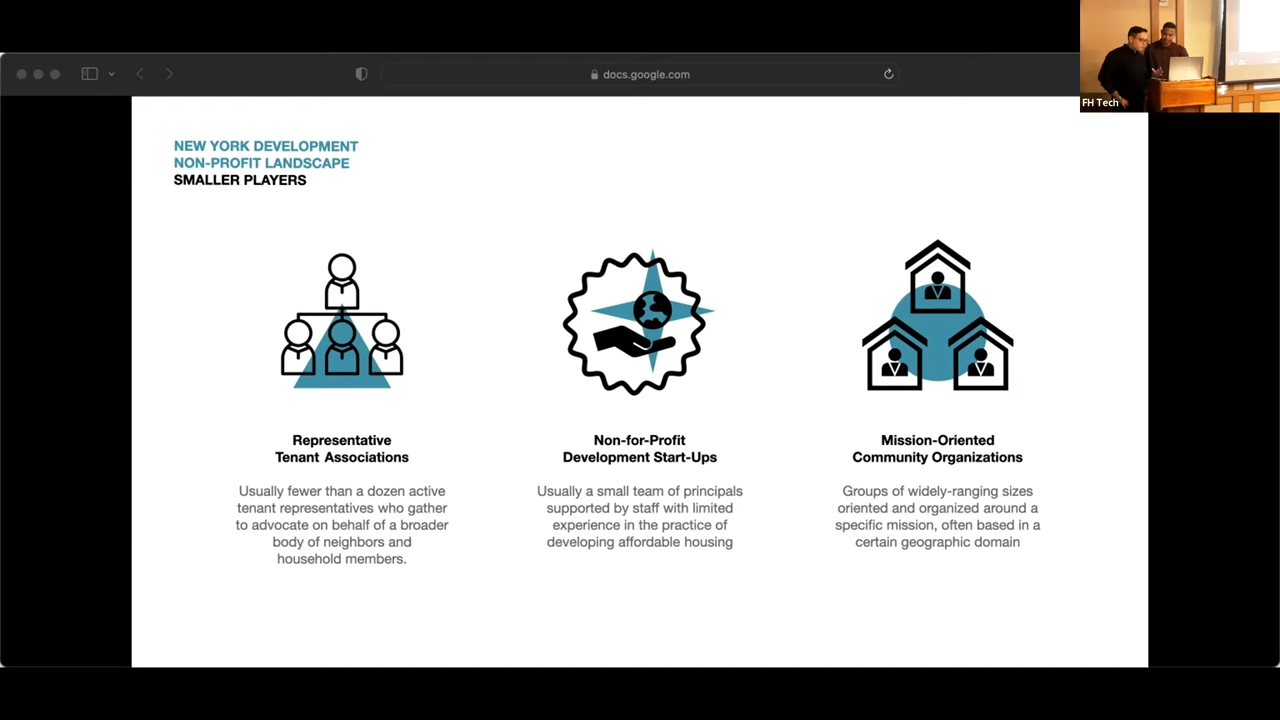 docs.google.com
FH Tech
NEW YORK DEVELOPMENT
NON-PROFIT LANDSCAPE
SMALLER PLAYERS
Representative
Tenant Associations
Usually fewer than a dozen active
tenant representatives who gather
to advocate on behalf of a broader
body of neighbors and
household members.
Non-for-Profit
Development Start-Ups
Usually a small team of principals
supported by staff with limited
experience in the practice of
developing affordable housing
Mission-Oriented
Community Organizations
Groups of widely-ranging sizes
oriented and organized around a
specific mission, often based in a
certain geographic domain